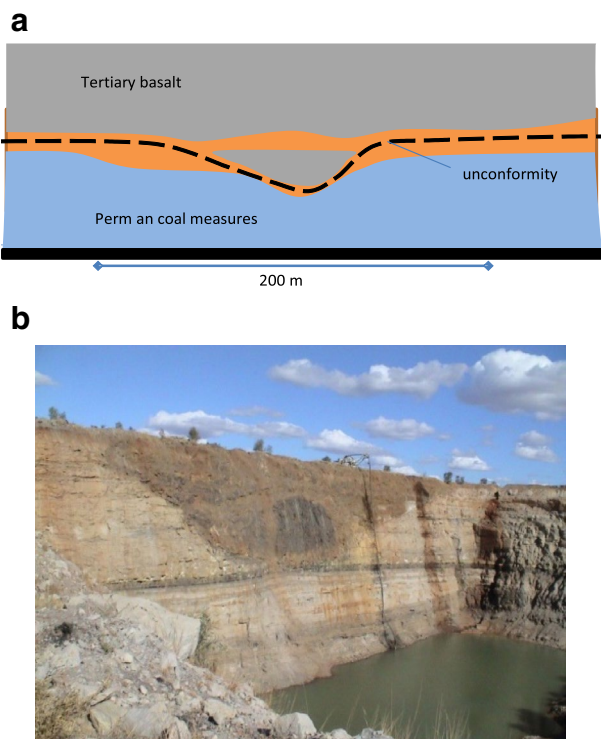 a
Tertiary basalt
unconformity
Perm an coal measures
200 m
b